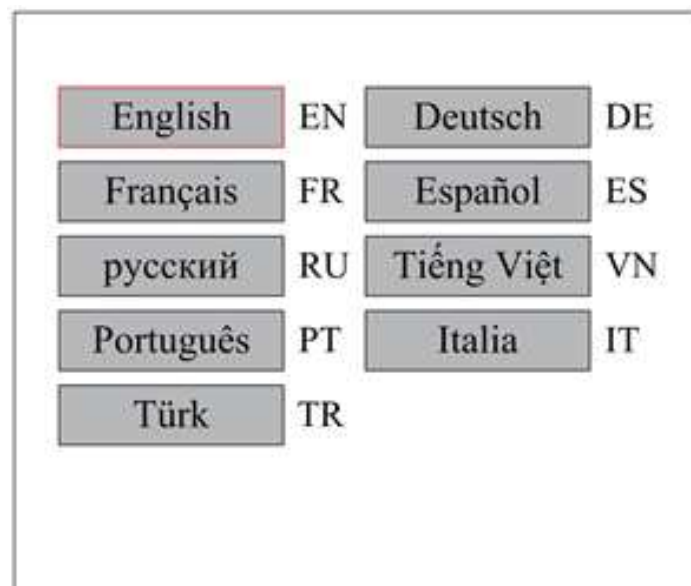 English EN Deutsch DE
Français FR Español ES
русский RU Tiếng Việt VN
Português PT Italia IT
Türk TR